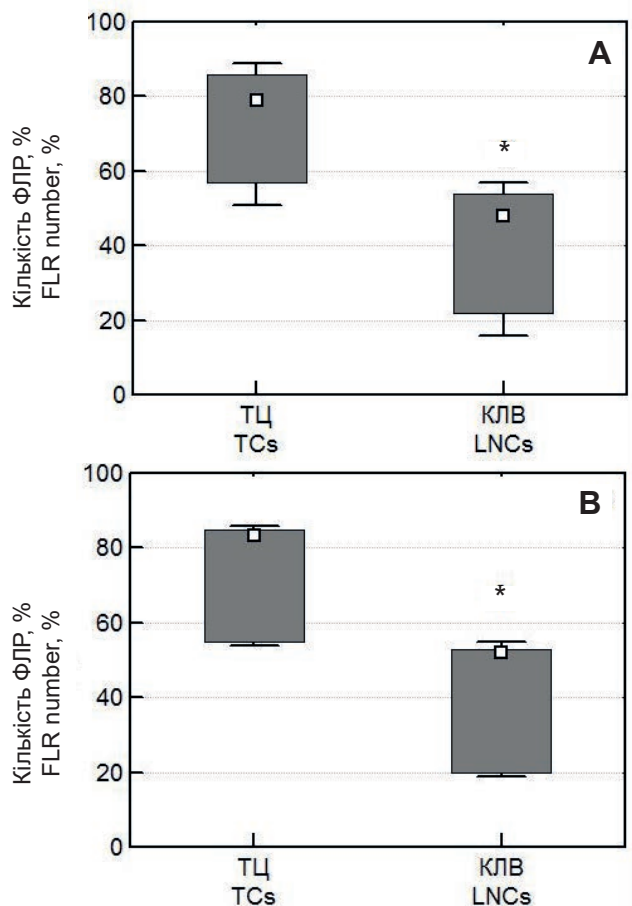 Кількість ФЛР, %
FLR number, %
100
80
60
40
20
0
A
*
ТЦ
TCs
КЛВ
LNCs
Кількість ФЛР, %
FLR number, %
100
80
60
40
20
0
B
*
ТЦ
TCs
КЛВ
LNCs